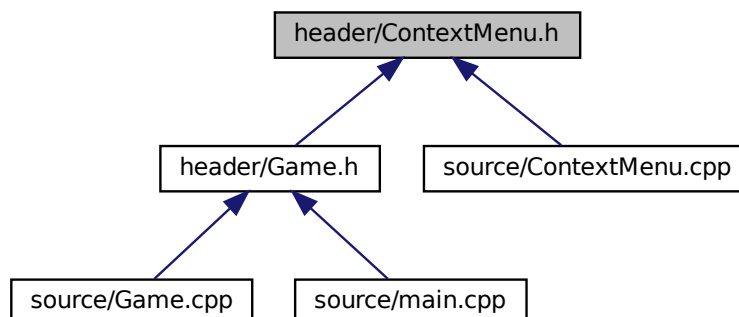 header/ContextMenu.h
header/Game.h
source/ContextMenu.cpp
source/Game.cpp
source/main.cpp